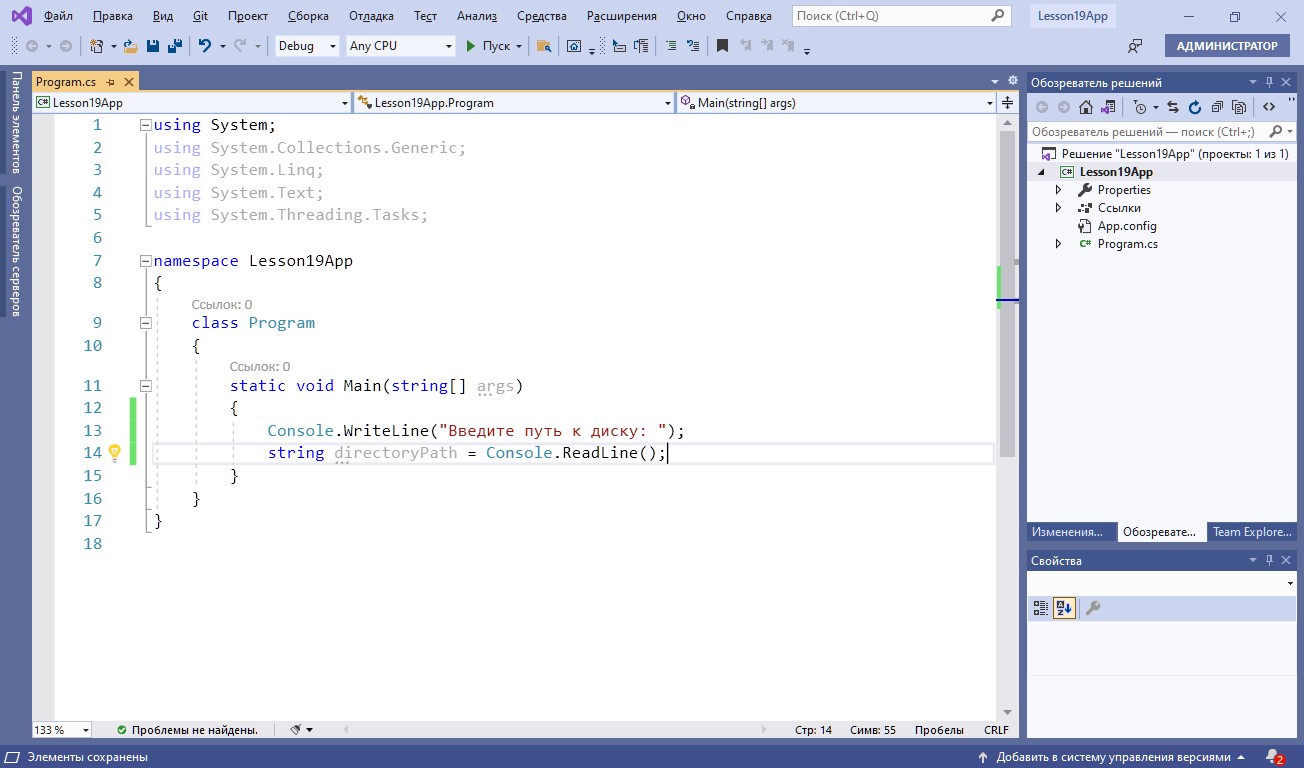 Файл Правка Вид Git Проект Сборка Отладка Тест Анализ Средства Расширения Окно Справка Поиск (Ctrl+Q) Lesson19App
Debug Any CPU Пуск АДМИНИСТРАТОР
Панель элементов
Обозреватель серверов
Program.cs
Lesson19App Lesson19App.Program Main(string[] args)
1 using System;
2 using System.Collections.Generic;
3 using System.Linq;
4 using System.Text;
5 using System.Threading.Tasks;
6
7 namespace Lesson19App
8 {
Ссылок: 0
9 class Program
10 {
Ссылок: 0
11 static void Main(string[] args)
12 {
13 Console.WriteLine("Введите путь к диску: ");
14 string directoryPath = Console.ReadLine();
15 }
16 }
17 }
18
133 % Проблемы не найдены. Стр: 14 Симв: 55 Пробелы CRLF
Обозреватель решений
Обозреватель решений — поиск (Ctrl+;)
Решение "Lesson19App" (проекты: 1 из 1)
C# Lesson19App
Properties
Ссылки
App.config
C# Program.cs
Изменения... Обозревате... Team Explore...
Свойства
Элементы сохранены Добавить в систему управления версиями 2